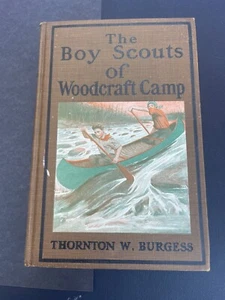 The
Boy Scouts
of
Woodcraft Camp
THORNTON W. BURGESS